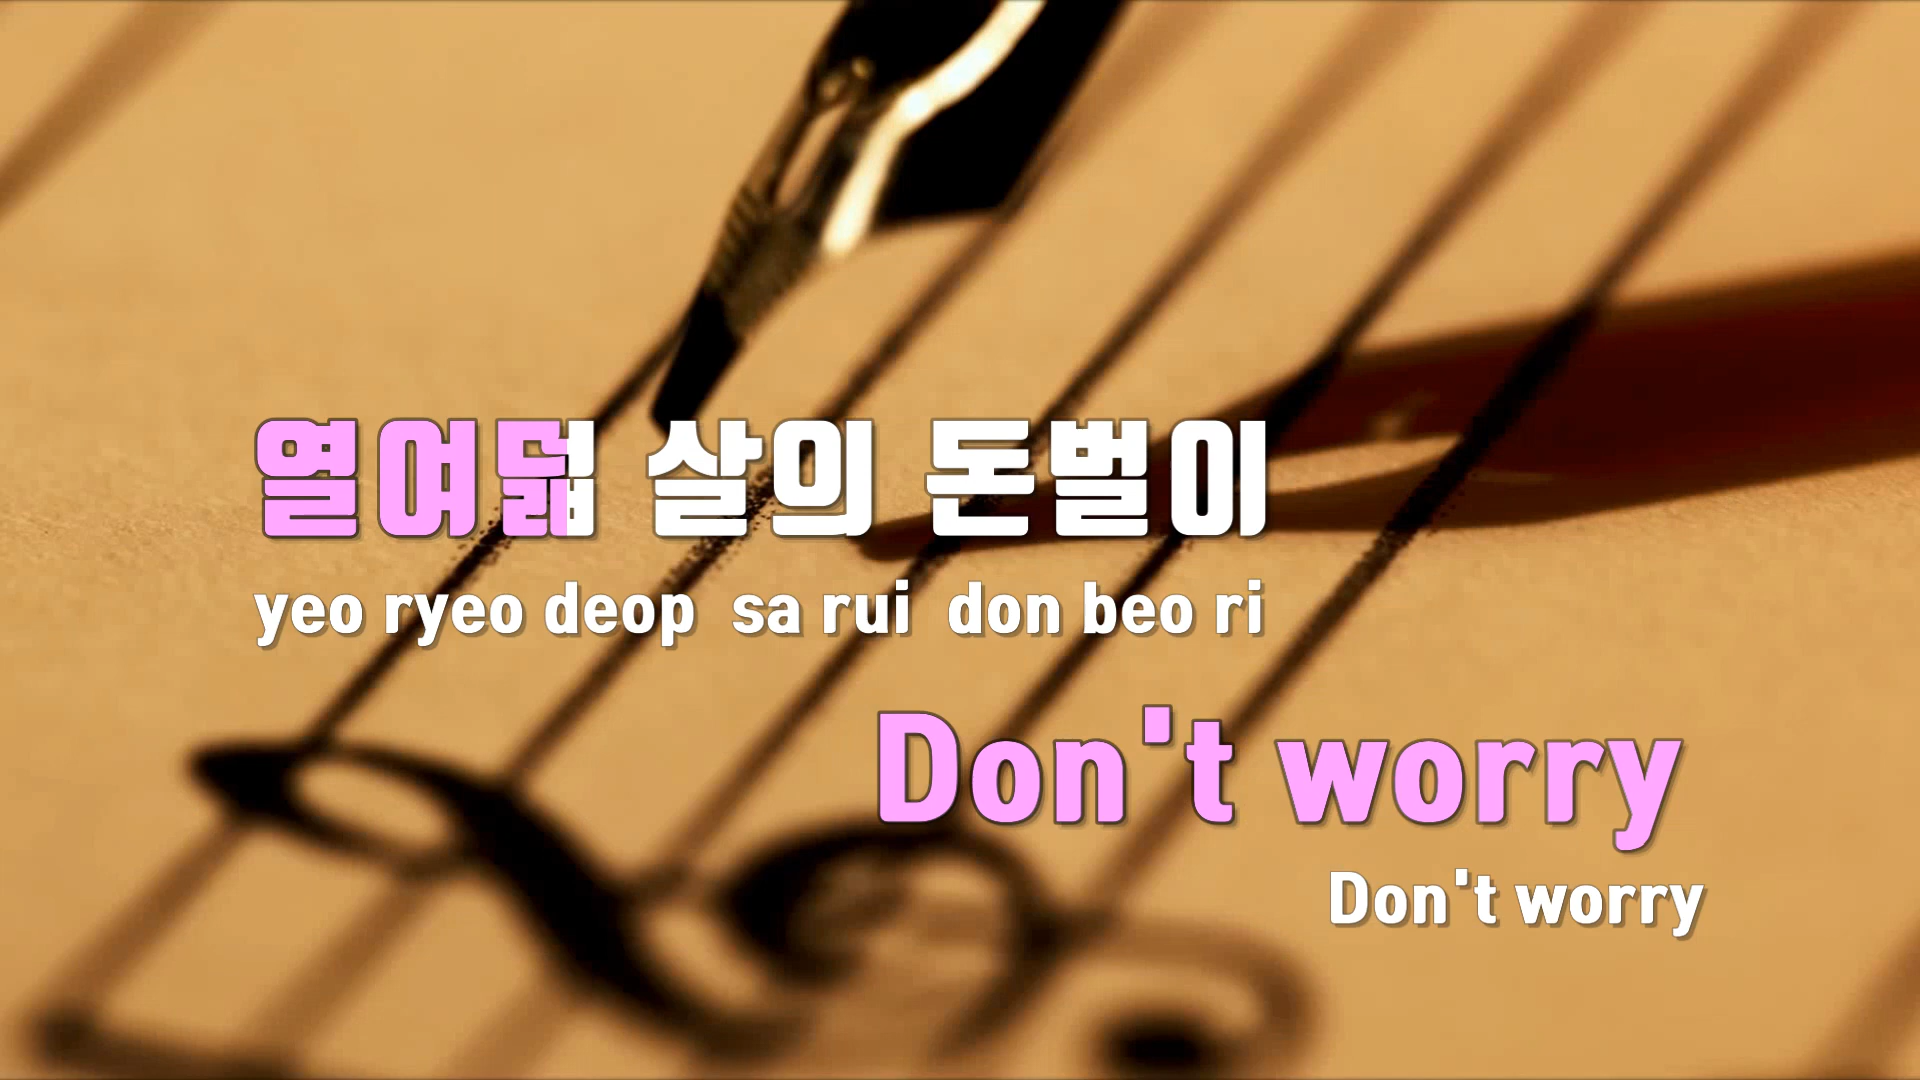 열여덟 살의 돈벌이
yeo ryeo deop sa rui don beo ri
Don't worry
Don't worry